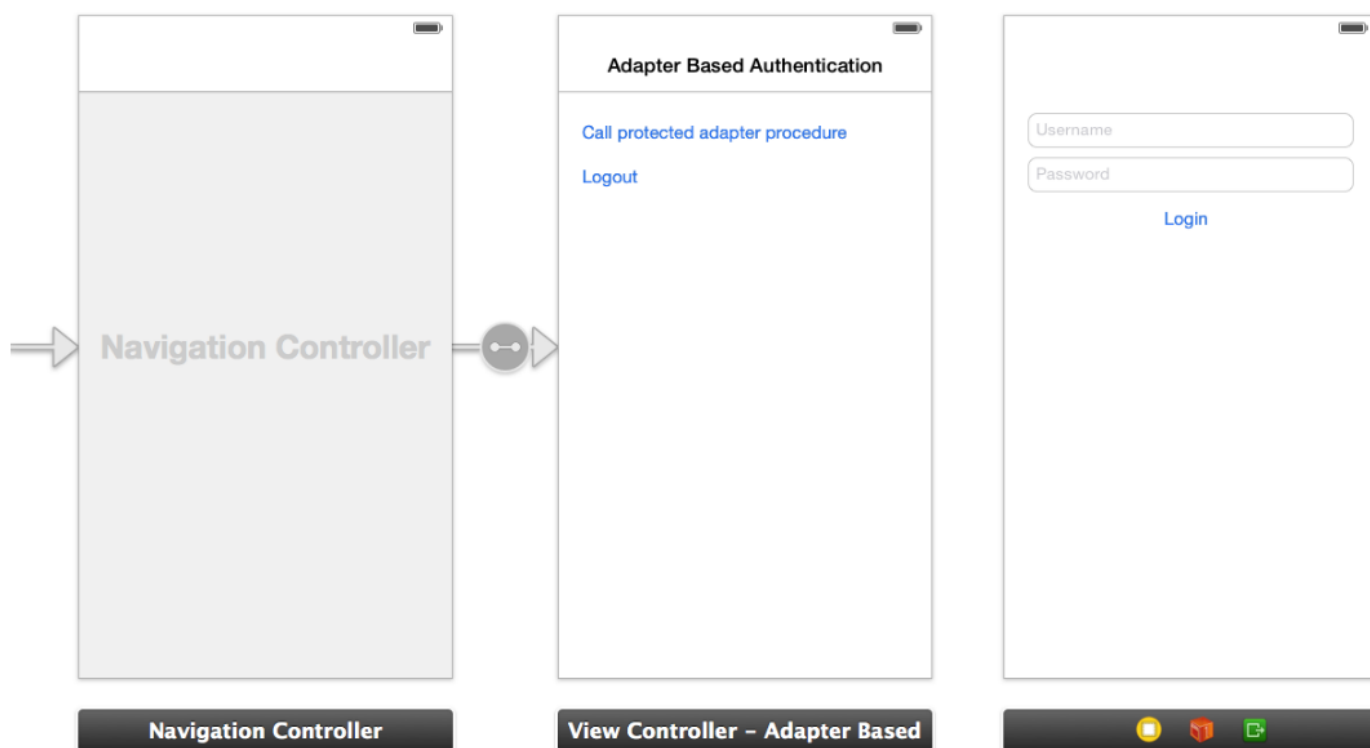 Navigation Controller
Navigation Controller
Adapter Based Authentication
Call protected adapter procedure
Logout
View Controller – Adapter Based
Username
Password
Login